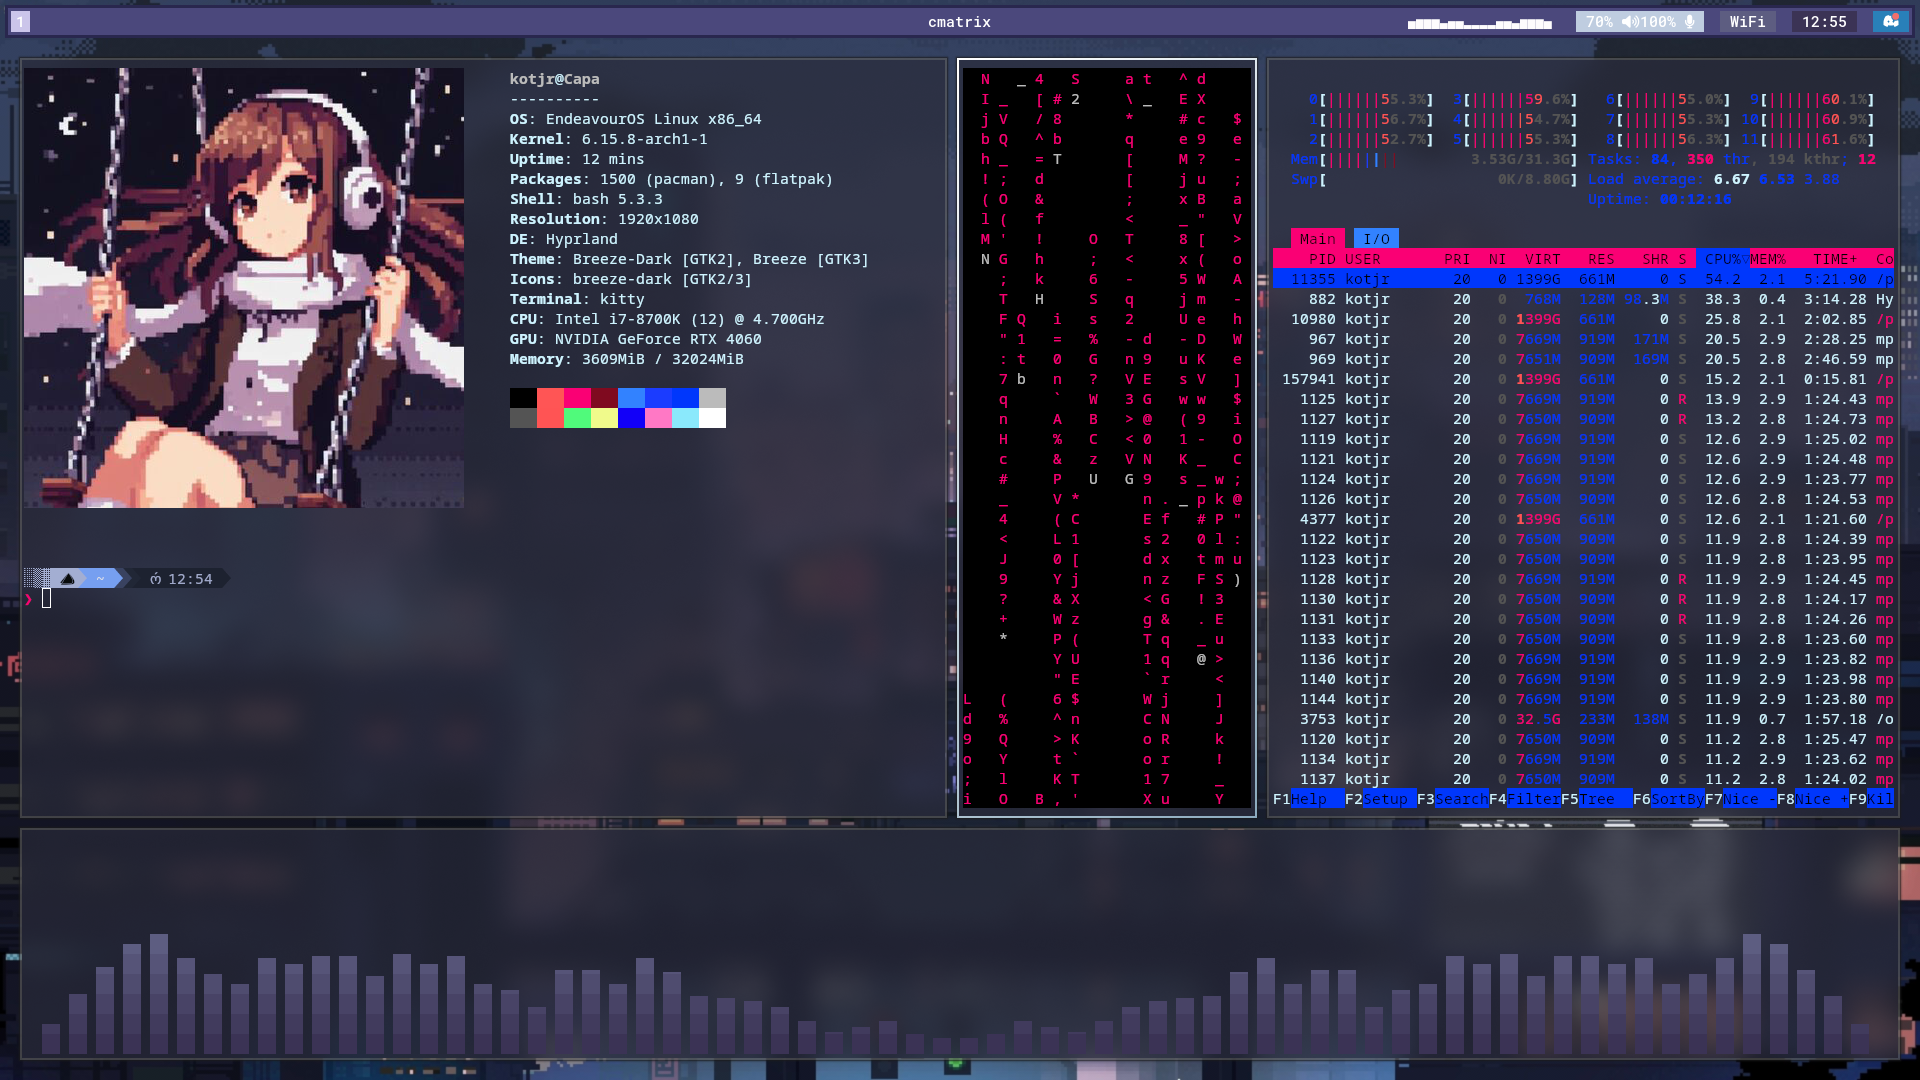 1
cmatrix
70% 100%
WiFi
12:55
kotjr@Capa
----------
OS: EndeavourOS Linux x86_64
Kernel: 6.15.8-arch1-1
Uptime: 12 mins
Packages: 1500 (pacman), 9 (flatpak)
Shell: bash 5.3.3
Resolution: 1920x1080
DE: Hyprland
Theme: Breeze-Dark [GTK2], Breeze [GTK3]
Icons: breeze-dark [GTK2/3]
Terminal: kitty
CPU: Intel i7-8700K (12) @ 4.700GHz
GPU: NVIDIA GeForce RTX 4060
Memory: 3609MiB / 32024MiB
~ 12:54
❯
0[||||||55.3%] 3[||||||59.6%] 6[||||||55.0%] 9[||||||60.1%]
1[||||||56.7%] 4[||||||54.7%] 7[||||||55.3%] 10[||||||60.9%]
2[||||||52.7%] 5[||||||55.3%] 8[||||||56.3%] 11[||||||61.6%]
Mem[|||||| | 3.53G/31.3G] Tasks: 84, 350 thr, 194 kthr; 12
Swp[ 0K/8.80G] Load average: 6.67 6.53 3.88
Uptime: 00:12:16
Main I/O
PID USER PRI NI VIRT RES SHR S CPU%▽MEM% TIME+ Co
11355 kotjr 20 0 1399G 661M 0 S 54.2 2.1 5:21.90 /p
882 kotjr 20 0 768M 128M 98.3M S 38.3 0.4 3:14.28 Hy
10980 kotjr 20 0 1399G 661M 0 S 25.8 2.1 2:02.85 /p
967 kotjr 20 0 7669M 919M 171M S 20.5 2.9 2:28.25 mp
969 kotjr 20 0 7651M 909M 169M S 20.5 2.8 2:46.59 mp
157941 kotjr 20 0 1399G 661M 0 S 15.2 2.1 0:15.81 /p
1125 kotjr 20 0 7669M 919M 0 R 13.9 2.9 1:24.43 mp
1127 kotjr 20 0 7650M 909M 0 R 13.2 2.8 1:24.73 mp
1119 kotjr 20 0 7669M 919M 0 S 12.6 2.9 1:25.02 mp
1121 kotjr 20 0 7669M 919M 0 S 12.6 2.9 1:24.48 mp
1124 kotjr 20 0 7669M 919M 0 S 12.6 2.9 1:23.77 mp
1126 kotjr 20 0 7650M 909M 0 S 12.6 2.8 1:24.53 mp
4377 kotjr 20 0 1399G 661M 0 S 12.6 2.1 1:21.60 /p
1122 kotjr 20 0 7650M 909M 0 S 11.9 2.8 1:24.39 mp
1123 kotjr 20 0 7650M 909M 0 S 11.9 2.8 1:23.95 mp
1128 kotjr 20 0 7669M 919M 0 R 11.9 2.9 1:24.45 mp
1130 kotjr 20 0 7650M 909M 0 R 11.9 2.8 1:24.17 mp
1131 kotjr 20 0 7650M 909M 0 R 11.9 2.8 1:24.26 mp
1133 kotjr 20 0 7650M 909M 0 S 11.9 2.8 1:23.60 mp
1136 kotjr 20 0 7669M 919M 0 S 11.9 2.9 1:23.82 mp
1140 kotjr 20 0 7669M 919M 0 S 11.9 2.9 1:23.98 mp
1144 kotjr 20 0 7669M 919M 0 S 11.9 2.9 1:23.80 mp
3753 kotjr 20 0 32.5G 233M 138M S 11.9 0.7 1:57.18 /o
1120 kotjr 20 0 7650M 909M 0 S 11.2 2.8 1:25.47 mp
1134 kotjr 20 0 7669M 919M 0 S 11.2 2.9 1:23.62 mp
1137 kotjr 20 0 7650M 909M 0 S 11.2 2.8 1:24.02 mp
F1Help F2Setup F3SearchF4FilterF5Tree F6SortByF7Nice -F8Nice +F9Kil